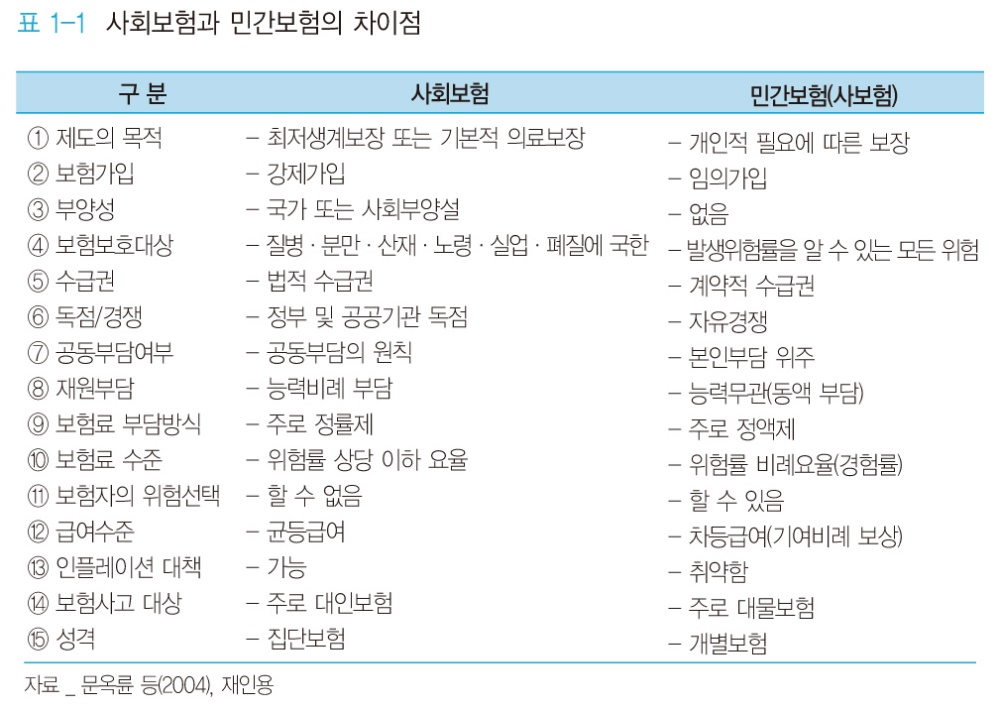 표 1-1 사회보험과 민간보험의 차이점
구 분 사회보험 민간보험(사보험)
① 제도의 목적 – 최저생계보장 또는 기본적 의료보장 – 개인적 필요에 따른 보장
② 보험가입 – 강제가입 – 임의가입
③ 부양성 – 국가 또는 사회부양설 – 없음
④ 보험보호대상 – 질병·분만·산재·노령·실업·폐질에 국한 – 발생위험률을 알 수 있는 모든 위험
⑤ 수급권 – 법적 수급권 – 계약적 수급권
⑥ 독점/경쟁 – 정부 및 공공기관 독점 – 자유경쟁
⑦ 공동부담여부 – 공동부담의 원칙 – 본인부담 위주
⑧ 재원부담 – 능력비례 부담 – 능력무관(동액 부담)
⑨ 보험료 부담방식 – 주로 정률제 – 주로 정액제
⑩ 보험료 수준 – 위험률 상당 이하 요율 – 위험률 비례요율(경험률)
⑪ 보험자의 위험선택 – 할 수 없음 – 할 수 있음
⑫ 급여수준 – 균등급여 – 차등급여(기여비례 보상)
⑬ 인플레이션 대책 – 가능 – 취약함
⑭ 보험사고 대상 – 주로 대인보험 – 주로 대물보험
⑮ 성격 – 집단보험 – 개별보험
자료 _ 문옥륜 등(2004), 재인용